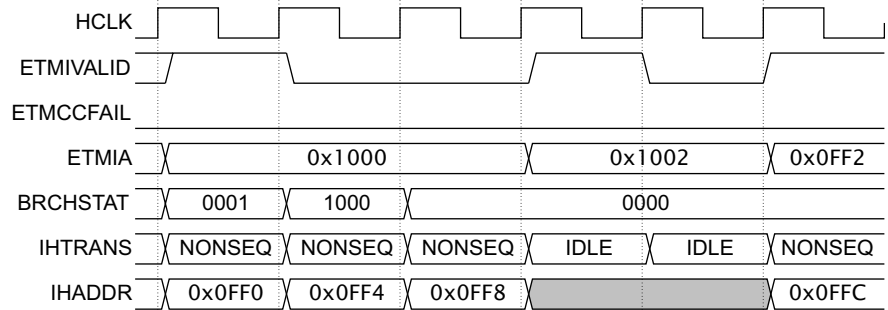 HCLK
ETMIVALID
ETMCCFAIL
ETMIA 0x1000 0x1002 0x0FF2
BRCHSTAT 0001 1000 0000
IHTRANS NONSEQ NONSEQ NONSEQ IDLE IDLE NONSEQ
IHADDR 0x0FF0 0x0FF4 0x0FF8 0x0FFC